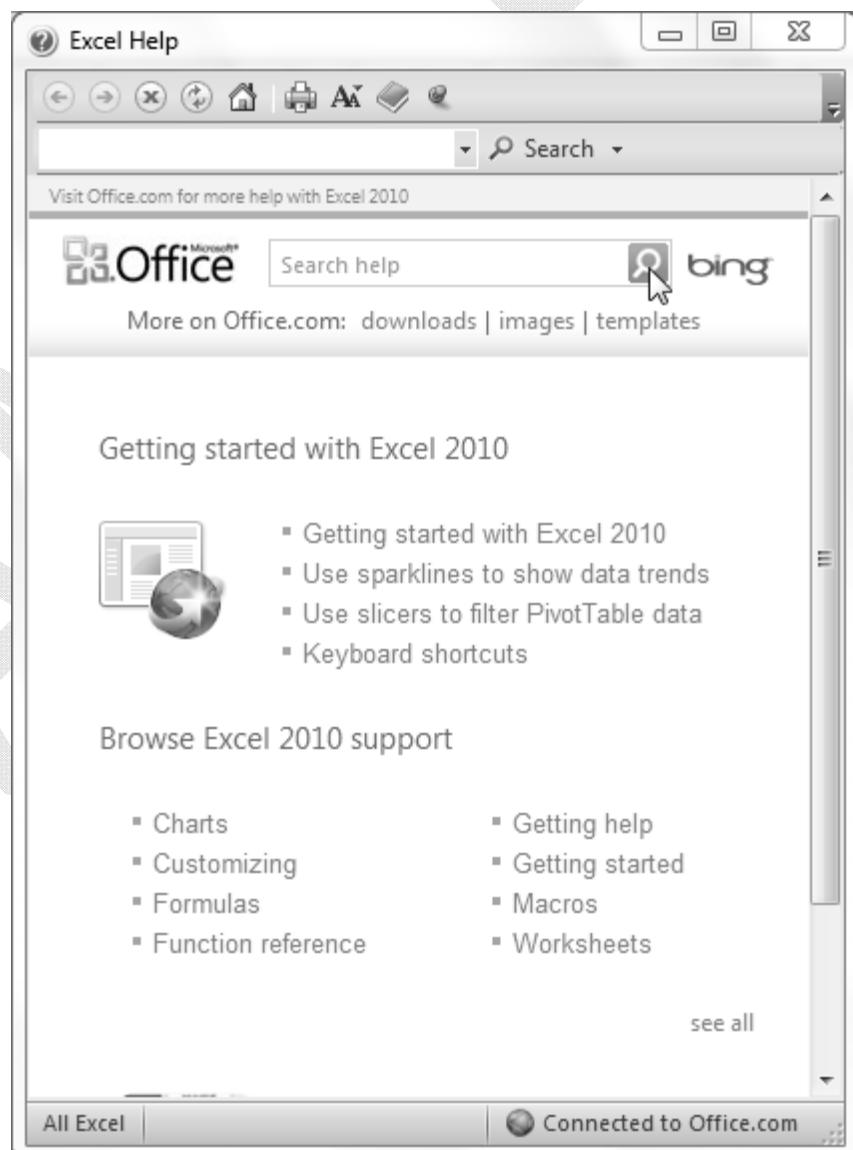 Excel Help
Search
Visit Office.com for more help with Excel 2010
Microsoft®
Office
Search help
bing
More on Office.com: downloads | images | templates
Getting started with Excel 2010
Getting started with Excel 2010
Use sparklines to show data trends
Use slicers to filter PivotTable data
Keyboard shortcuts
Browse Excel 2010 support
Charts
Customizing
Formulas
Function reference
Getting help
Getting started
Macros
Worksheets
see all
All Excel
Connected to Office.com